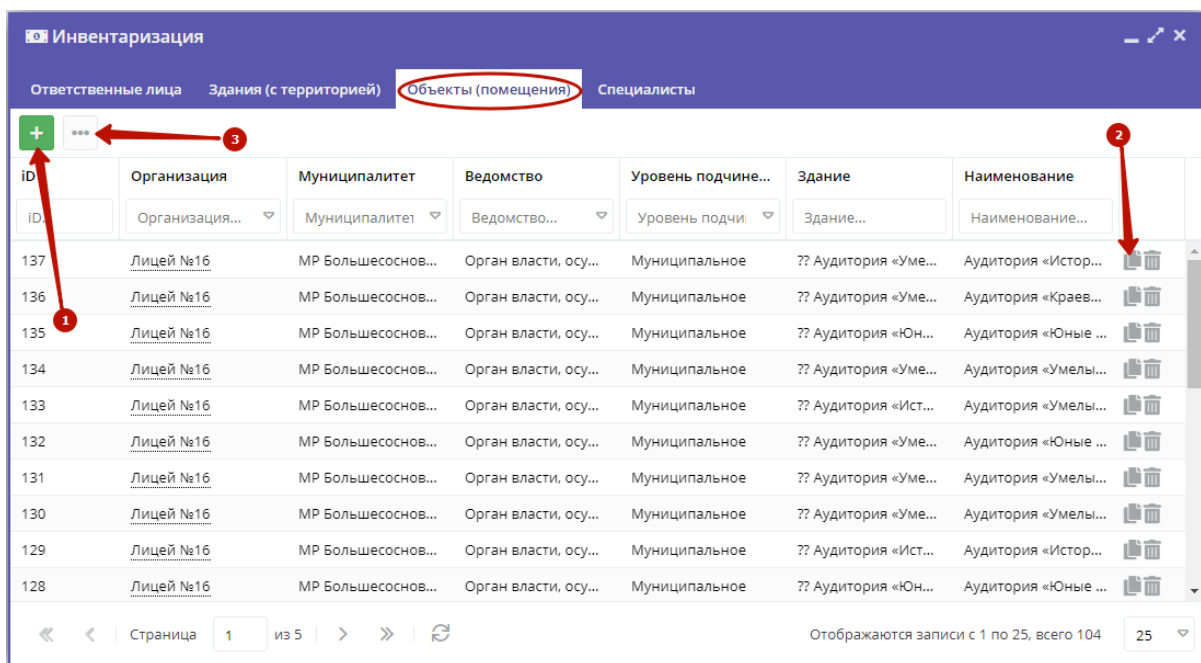 Инвентаризация
Ответственные лица Здания (с территорией) Объекты (помещения) Специалисты
3 2
iD Организация Муниципалитет Ведомство Уровень подчине... Здание Наименование
iD. Организация... Муниципалитет Ведомство... Уровень подчи Здание... Наименование...
137 Лицей №16 МР Большесоснов... Орган власти, осу... Муниципальное ?? Аудитория «Уме... Аудитория «Истор...
136 Лицей №16 МР Большесоснов... Орган власти, осу... Муниципальное ?? Аудитория «Уме... Аудитория «Краев...
1
135 Лицей №16 МР Большесоснов... Орган власти, осу... Муниципальное ?? Аудитория «Юн... Аудитория «Юные ...
134 Лицей №16 МР Большесоснов... Орган власти, осу... Муниципальное ?? Аудитория «Уме... Аудитория «Умелы...
133 Лицей №16 МР Большесоснов... Орган власти, осу... Муниципальное ?? Аудитория «Ист... Аудитория «Умелы...
132 Лицей №16 МР Большесоснов... Орган власти, осу... Муниципальное ?? Аудитория «Уме... Аудитория «Юные ...
131 Лицей №16 МР Большесоснов... Орган власти, осу... Муниципальное ?? Аудитория «Уме... Аудитория «Умелы...
130 Лицей №16 МР Большесоснов... Орган власти, осу... Муниципальное ?? Аудитория «Уме... Аудитория «Умелы...
129 Лицей №16 МР Большесоснов... Орган власти, осу... Муниципальное ?? Аудитория «Ист... Аудитория «Истор...
128 Лицей №16 МР Большесоснов... Орган власти, осу... Муниципальное ?? Аудитория «Юн... Аудитория «Юные ...
Страница 1 из 5 Отображаются записи с 1 по 25, всего 104 25